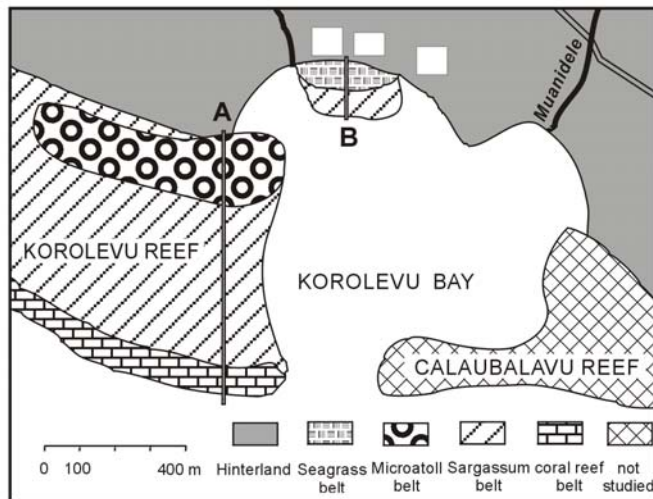 Muanidele
A
B
KOROLEVU REEF
KOROLEVU BAY
CALAUBALAVU REEF
0 100 400 m
Hinterland Seagrass belt Microatoll belt Sargassum belt coral reef belt not studied